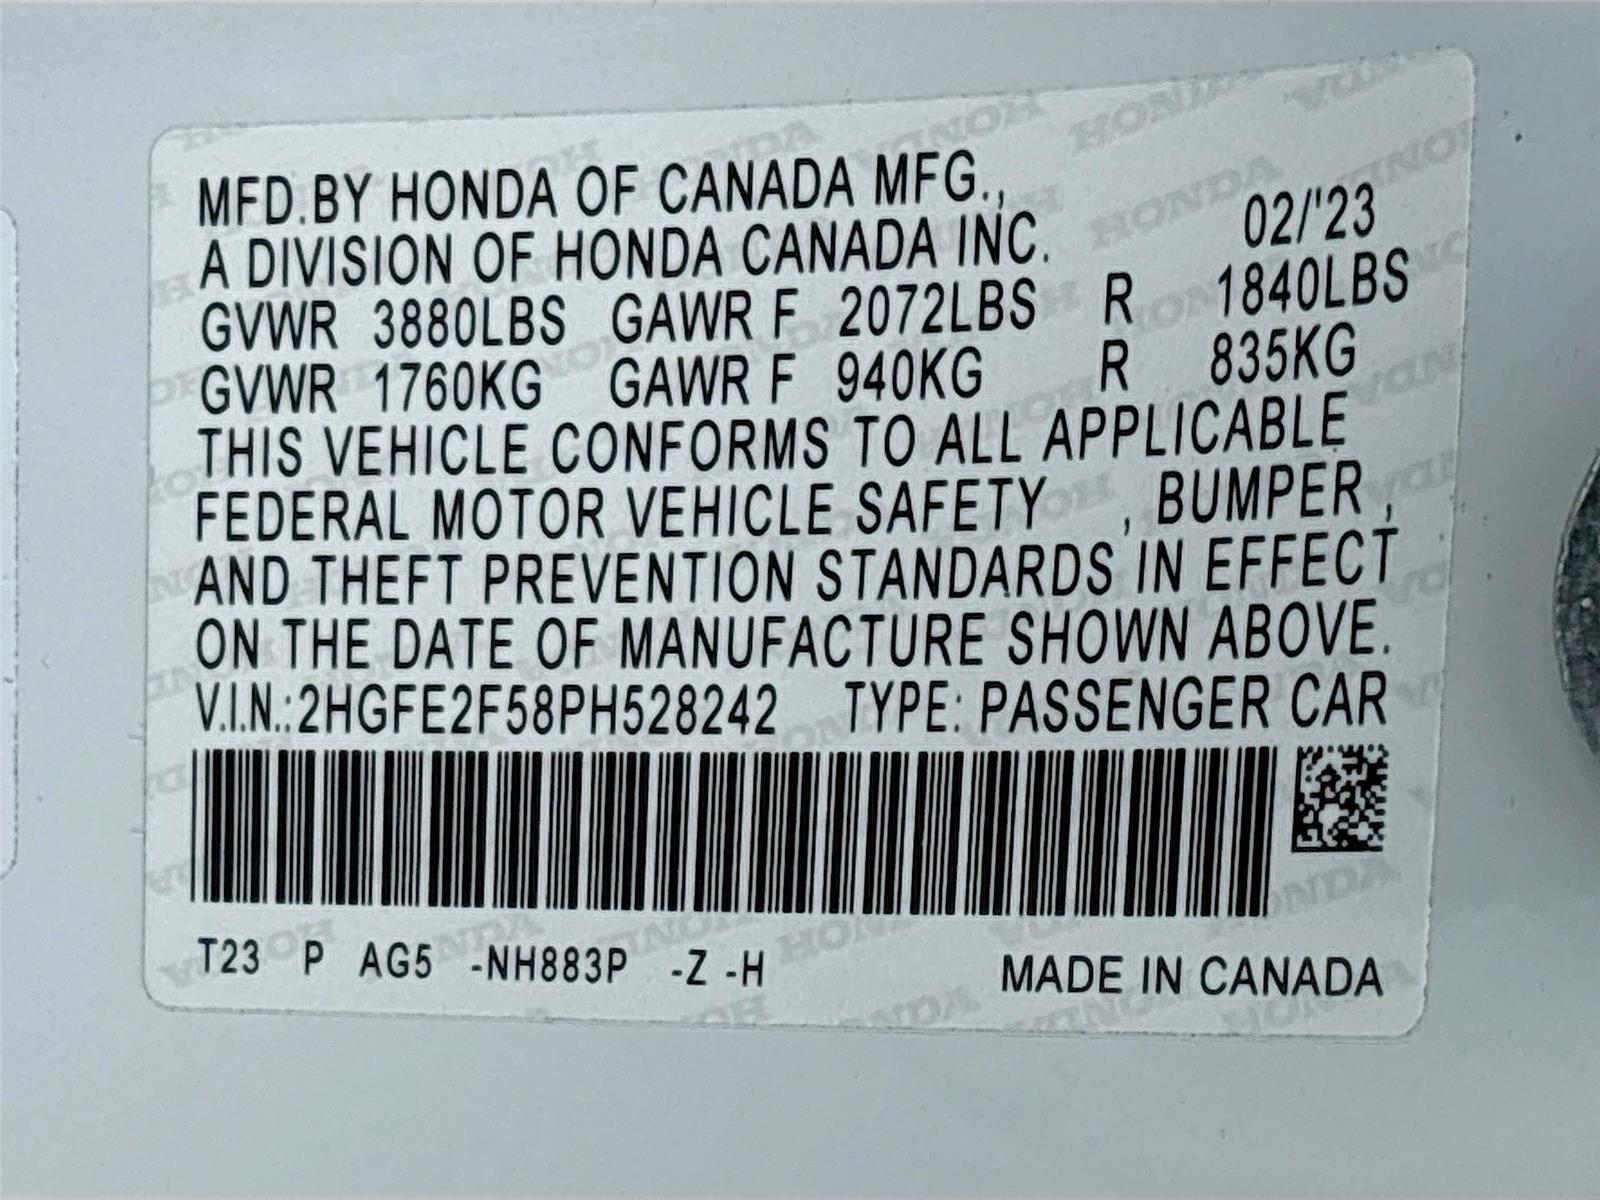 MFD.BY HONDA OF CANADA MFG.,
A DIVISION OF HONDA CANADA INC. 02/'23
GVWR 3880LBS GAWR F 2072LBS R 1840LBS
GVWR 1760KG GAWR F 940KG R 835KG
THIS VEHICLE CONFORMS TO ALL APPLICABLE
FEDERAL MOTOR VEHICLE SAFETY , BUMPER ,
AND THEFT PREVENTION STANDARDS IN EFFECT
ON THE DATE OF MANUFACTURE SHOWN ABOVE.
V.I.N.:2HGFE2F58PH528242 TYPE: PASSENGER CAR
T23 P AG5 -NH883P -Z -H MADE IN CANADA